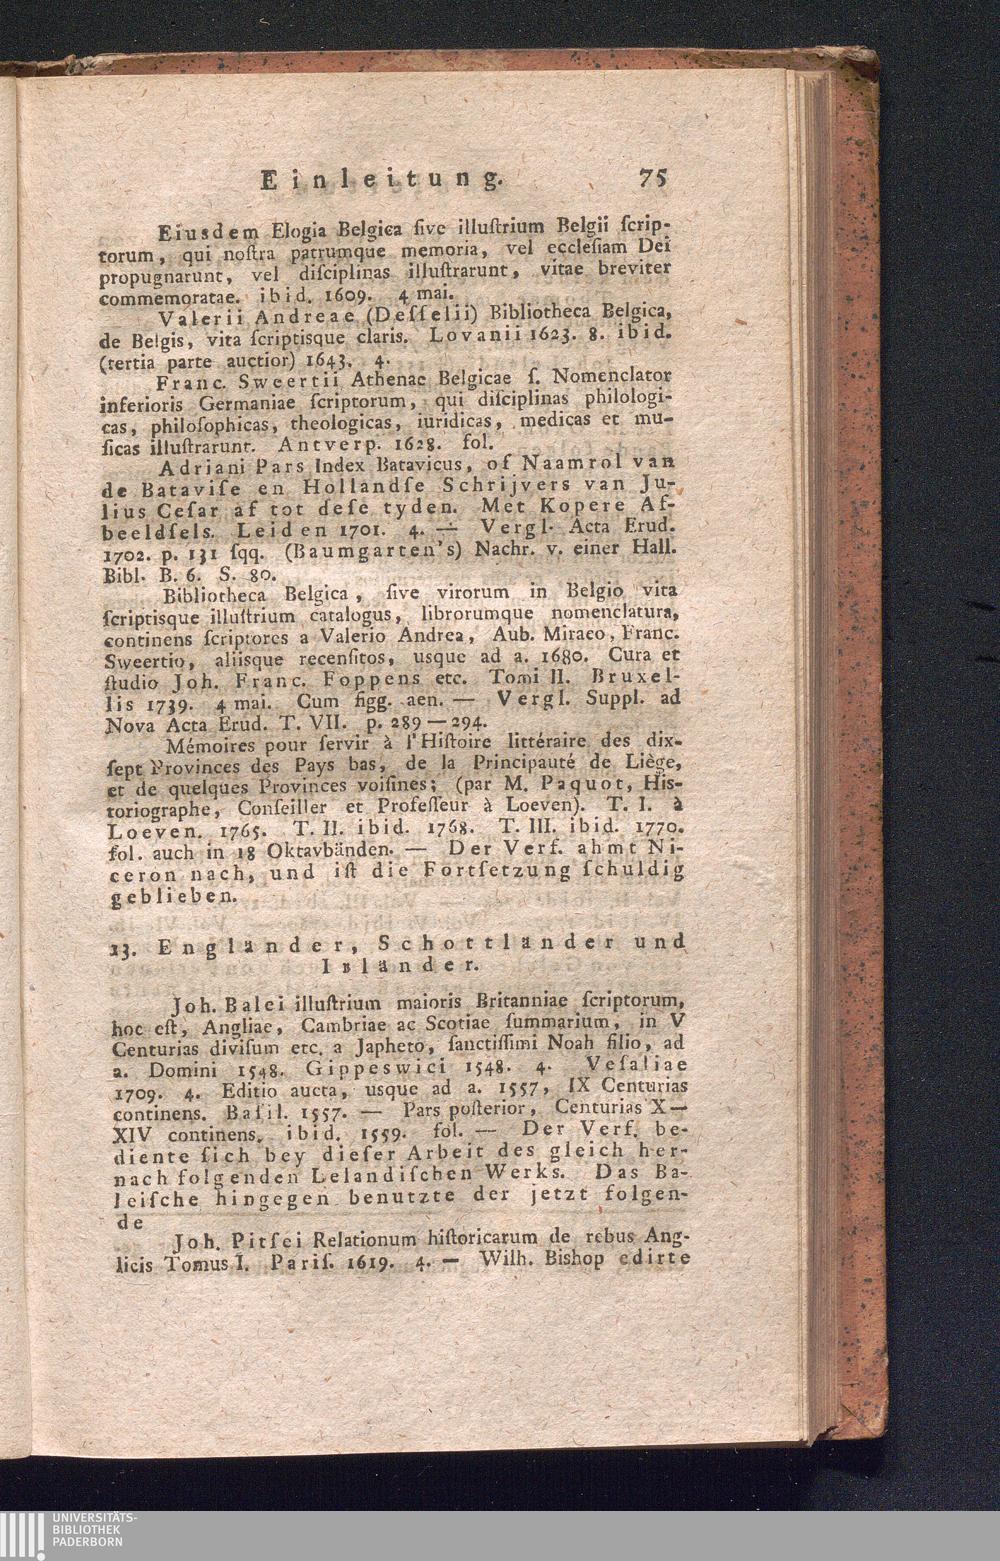 Einleitung. 75
Eiusdem Elogia Belgica ſive illuſtrium Belgii ſcrip-
torum, qui noſtra patrumque memoria, vel eccleſiam Dei
propugnarunt, vel diſciplinas illuſtrarunt, vitae breviter
commemoratae. ibid. 1609. 4 mai.
Valerii Andreae (Deſſelii) Bibliotheca Belgica,
de Belgis, vita ſcriptisque claris. Lovanii 1623. 8. ibid.
(tertia parte auctior) 1643. 4.
Franc. Sweertii Athenae Belgicae ſ. Nomenclator
inferioris Germaniae ſcriptorum, qui diſciplinas philologi-
cas, philoſophicas, theologicas, iuridicas, medicas et mu-
ſicas illuſtrarunt. Antverp. 1628. fol.
Adriani Pars Index Batavicus, of Naamrol van
de Bataviſe en Hollandſe Schrijvers van Ju-
lius Ceſar af tot deſe tyden. Met Kopere Af-
beeldſels. Leiden 1701. 4. — Vergl. Acta Erud.
1702. p. 131 ſqq. (Baumgarten's) Nachr. v. einer Hall.
Bibl. B. 6. S. 80.
Bibliotheca Belgica, ſive virorum in Belgio vita
ſcriptisque illuſtrium catalogus, librorumque nomenclatura,
continens ſcriptores a Valerio Andrea, Aub. Miraeo, Franc.
Sweertio, aliisque recenſitos, usque ad a. 1680. Cura et
ſtudio Joh. Franc. Foppens etc. Tomi II. Bruxel-
lis 1739. 4 mai. Cum figg. aen. — Vergl. Suppl. ad
Nova Acta Erud. T. VII. p. 289—294.
Mémoires pour ſervir à l'Hiſtoire littéraire des dix-
ſept Provinces des Pays bas, de la Principauté de Liège,
et de quelques Provinces voiſines; (par M. Paquot, His-
toriographe, Conſeiller et Profeſſeur à Loeven). T. I. à
Loeven. 1765. T. II. ibid. 1768. T. III. ibid. 1770.
fol. auch in 18 Oktavbänden. — Der Verf. ahmt Ni-
ceron nach, und iſt die Fortſetzung ſchuldig
geblieben.
13. Engländer, Schottländer und
Isländer.
Joh. Balei illuſtrium maioris Britanniae ſcriptorum,
hoc eſt, Angliae, Cambriae ac Scotiae ſummarium, in V
Centurias diviſum etc. a Japheto, ſanctiſſimi Noah filio, ad
a. Domini 1548. Gippeswici 1548. 4. Veſaliae
1709. 4. Editio aucta, usque ad a. 1557, IX Centurias
continens. Baſil. 1557. — Pars poſterior, Centurias X—
XIV continens. ibid. 1559. fol. — Der Verf. be-
diente ſich bey dieſer Arbeit des gleich her-
nach folgenden Lelandiſchen Werks. Das Ba-
leiſche hingegen benutzte der jetzt folgen-
de
Joh. Pitſei Relationum hiſtoricarum de rebus Ang-
licis Tomus I. Pariſ. 1619. 4. — Wilh. Bishop edirte
UNIVERSITÄTS-
BIBLIOTHEK
PADERBORN